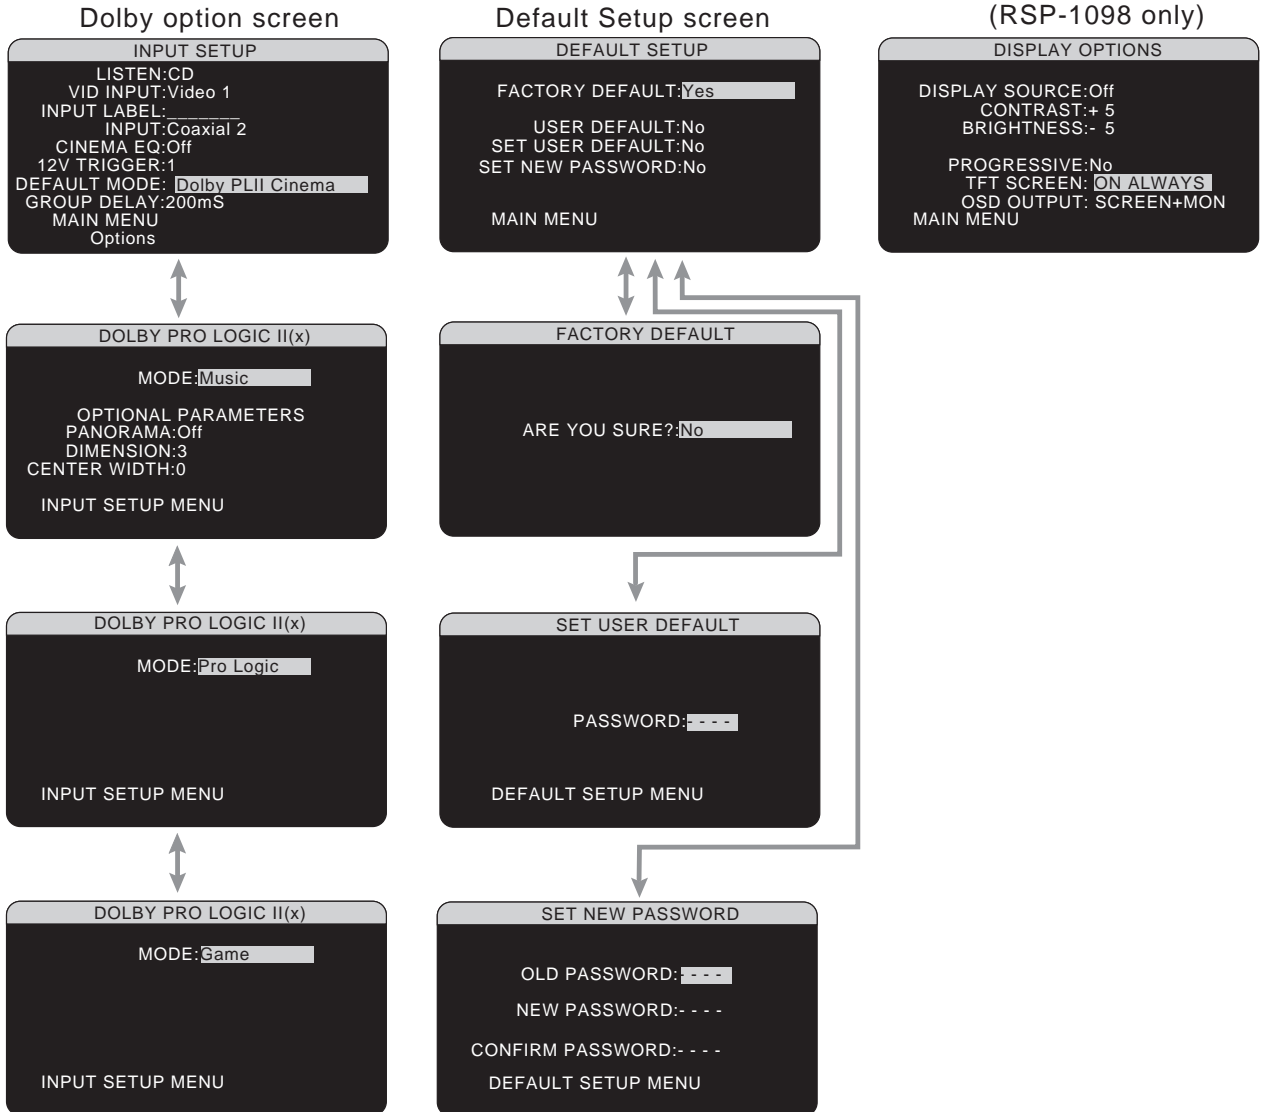 Dolby option screen
INPUT SETUP
LISTEN:CD
VID INPUT:Video 1
INPUT LABEL:_______
INPUT:Coaxial 2
CINEMA EQ:Off
12V TRIGGER:1
DEFAULT MODE: Dolby PLII Cinema
GROUP DELAY:200mS
MAIN MENU
Options
DOLBY PRO LOGIC II(x)
MODE:Music
OPTIONAL PARAMETERS
PANORAMA:Off
DIMENSION:3
CENTER WIDTH:0
INPUT SETUP MENU
DOLBY PRO LOGIC II(x)
MODE:Pro Logic
INPUT SETUP MENU
DOLBY PRO LOGIC II(x)
MODE:Game
INPUT SETUP MENU
Default Setup screen
DEFAULT SETUP
FACTORY DEFAULT:Yes
USER DEFAULT:No
SET USER DEFAULT:No
SET NEW PASSWORD:No
MAIN MENU
FACTORY DEFAULT
ARE YOU SURE?:No
SET USER DEFAULT
PASSWORD:- - - -
DEFAULT SETUP MENU
SET NEW PASSWORD
OLD PASSWORD:- - - -
NEW PASSWORD:- - - -
CONFIRM PASSWORD:- - - -
DEFAULT SETUP MENU
(RSP-1098 only)
DISPLAY OPTIONS
DISPLAY SOURCE:Off
CONTRAST:+ 5
BRIGHTNESS:- 5
PROGRESSIVE:No
TFT SCREEN: ON ALWAYS
OSD OUTPUT: SCREEN+MON
MAIN MENU